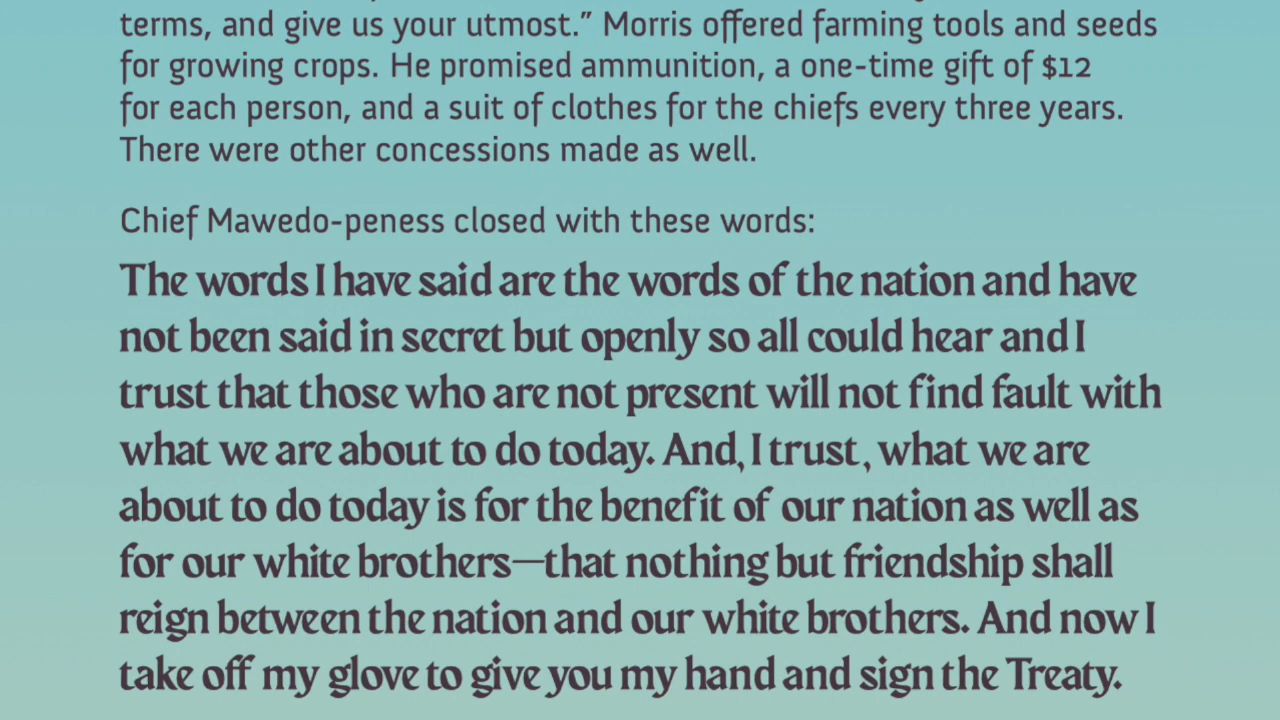 terms, and give us your utmost.” Morris offered farming tools and seeds
for growing crops. He promised ammunition, a one-time gift of $12
for each person, and a suit of clothes for the chiefs every three years.
There were other concessions made as well.
Chief Mawedo-peness closed with these words:
The words I have said are the words of the nation and have
not been said in secret but openly so all could hear and I
trust that those who are not present will not find fault with
what we are about to do today. And, I trust, what we are
about to do today is for the benefit of our nation as well as
for our white brothers—that nothing but friendship shall
reign between the nation and our white brothers. And now I
take off my glove to give you my hand and sign the Treaty.